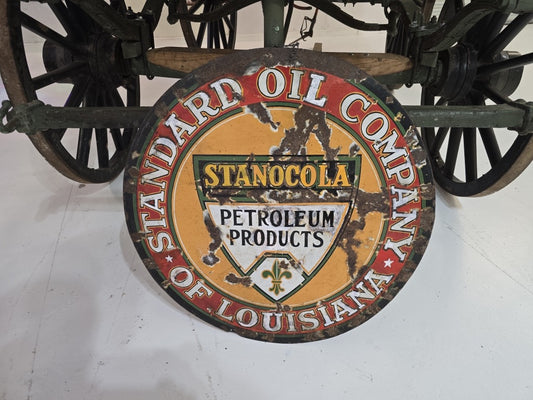 STANDARD OIL COMPANY
OF LOUISIANA
STANOCOLA
PETROLEUM
PRODUCTS